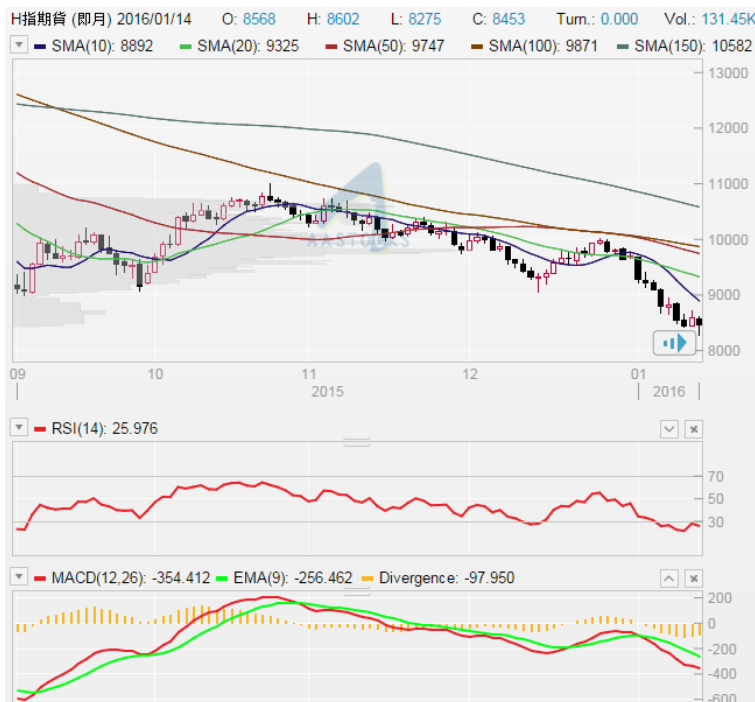 H指期貨 (即月) 2016/01/14 O: 8568 H: 8602 L: 8275 C: 8453 Turn.: 0.000 Vol.: 131.45K
SMA(10): 8892 SMA(20): 9325 SMA(50): 9747 SMA(100): 9871 SMA(150): 10582
13000
12000
11000
10000
AASTOCKS
9000
8000
09 10 11 12 01
2015 2016
RSI(14): 25.976
70
50
30
MACD(12,26): -354.412 EMA(9): -256.462 Divergence: -97.950
200
0
-200
-400
-600